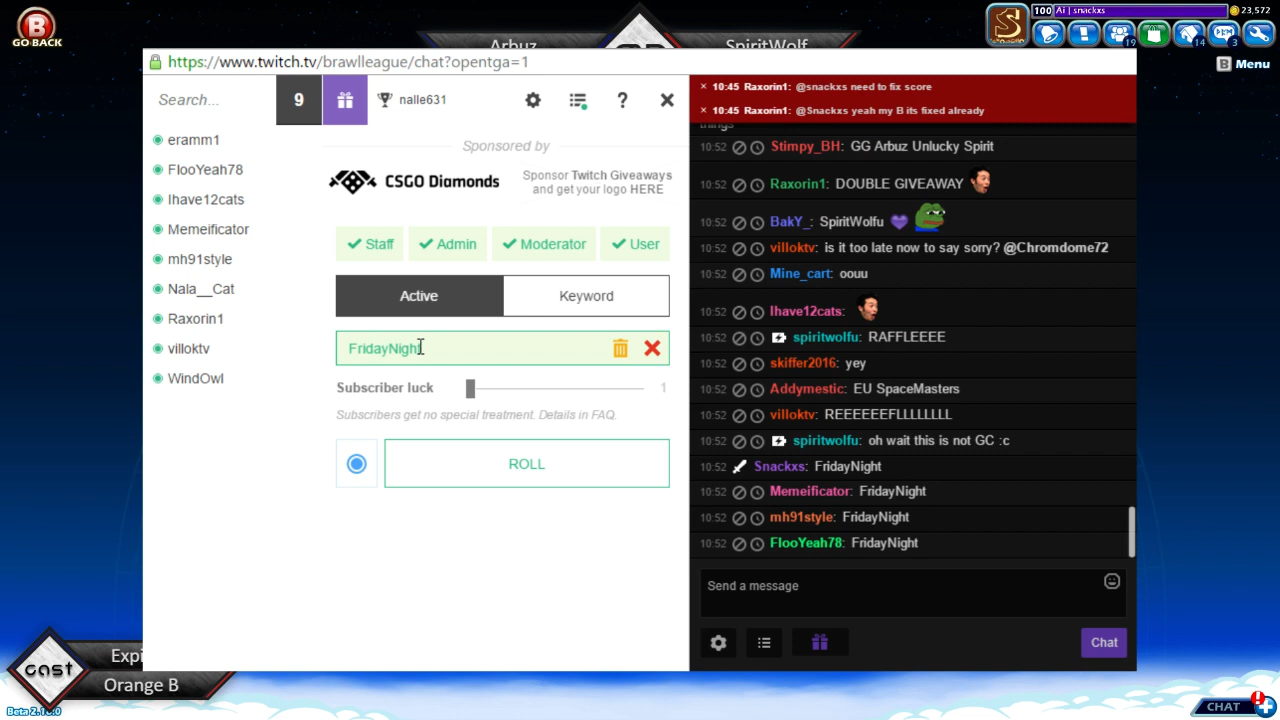 B
GO BACK
Arbuz
SpiritWolf
100 Ai | snackxs
23,572
19
14
3
B Menu
https://www.twitch.tv/brawlleague/chat?opentga=1
Search...
9
nalle631
?
eramm1
FlooYeah78
Ihave12cats
Memeificator
mh91style
Nala__Cat
Raxorin1
villoktv
WindOwl
Sponsored by
CSGO Diamonds
Sponsor Twitch Giveaways
and get your logo HERE
Staff
Admin
Moderator
User
Active
Keyword
FridayNight
Subscriber luck
1
Subscribers get no special treatment. Details in FAQ.
ROLL
10:45 Raxorin1: @snackxs need to fix score
10:45 Raxorin1: @Snackxs yeah my B its fixed already
things
10:52 Stimpy_BH: GG Arbuz Unlucky Spirit
10:52 Raxorin1: DOUBLE GIVEAWAY
10:52 BakY_: SpiritWolfu
10:52 villoktv: is it too late now to say sorry? @Chromdome72
10:52 Mine_cart: oouu
10:52 Ihave12cats:
10:52 spiritwolfu: RAFFLEEEE
10:52 skiffer2016: yey
10:52 Addymestic: EU SpaceMasters
10:52 villoktv: REEEEEEFLLLLLLLL
10:52 spiritwolfu: oh wait this is not GC :c
10:52 Snackxs: FridayNight
10:52 Memeificator: FridayNight
10:52 mh91style: FridayNight
10:52 FlooYeah78: FridayNight
Send a message
Chat
cast
Expi
Orange B
CHAT